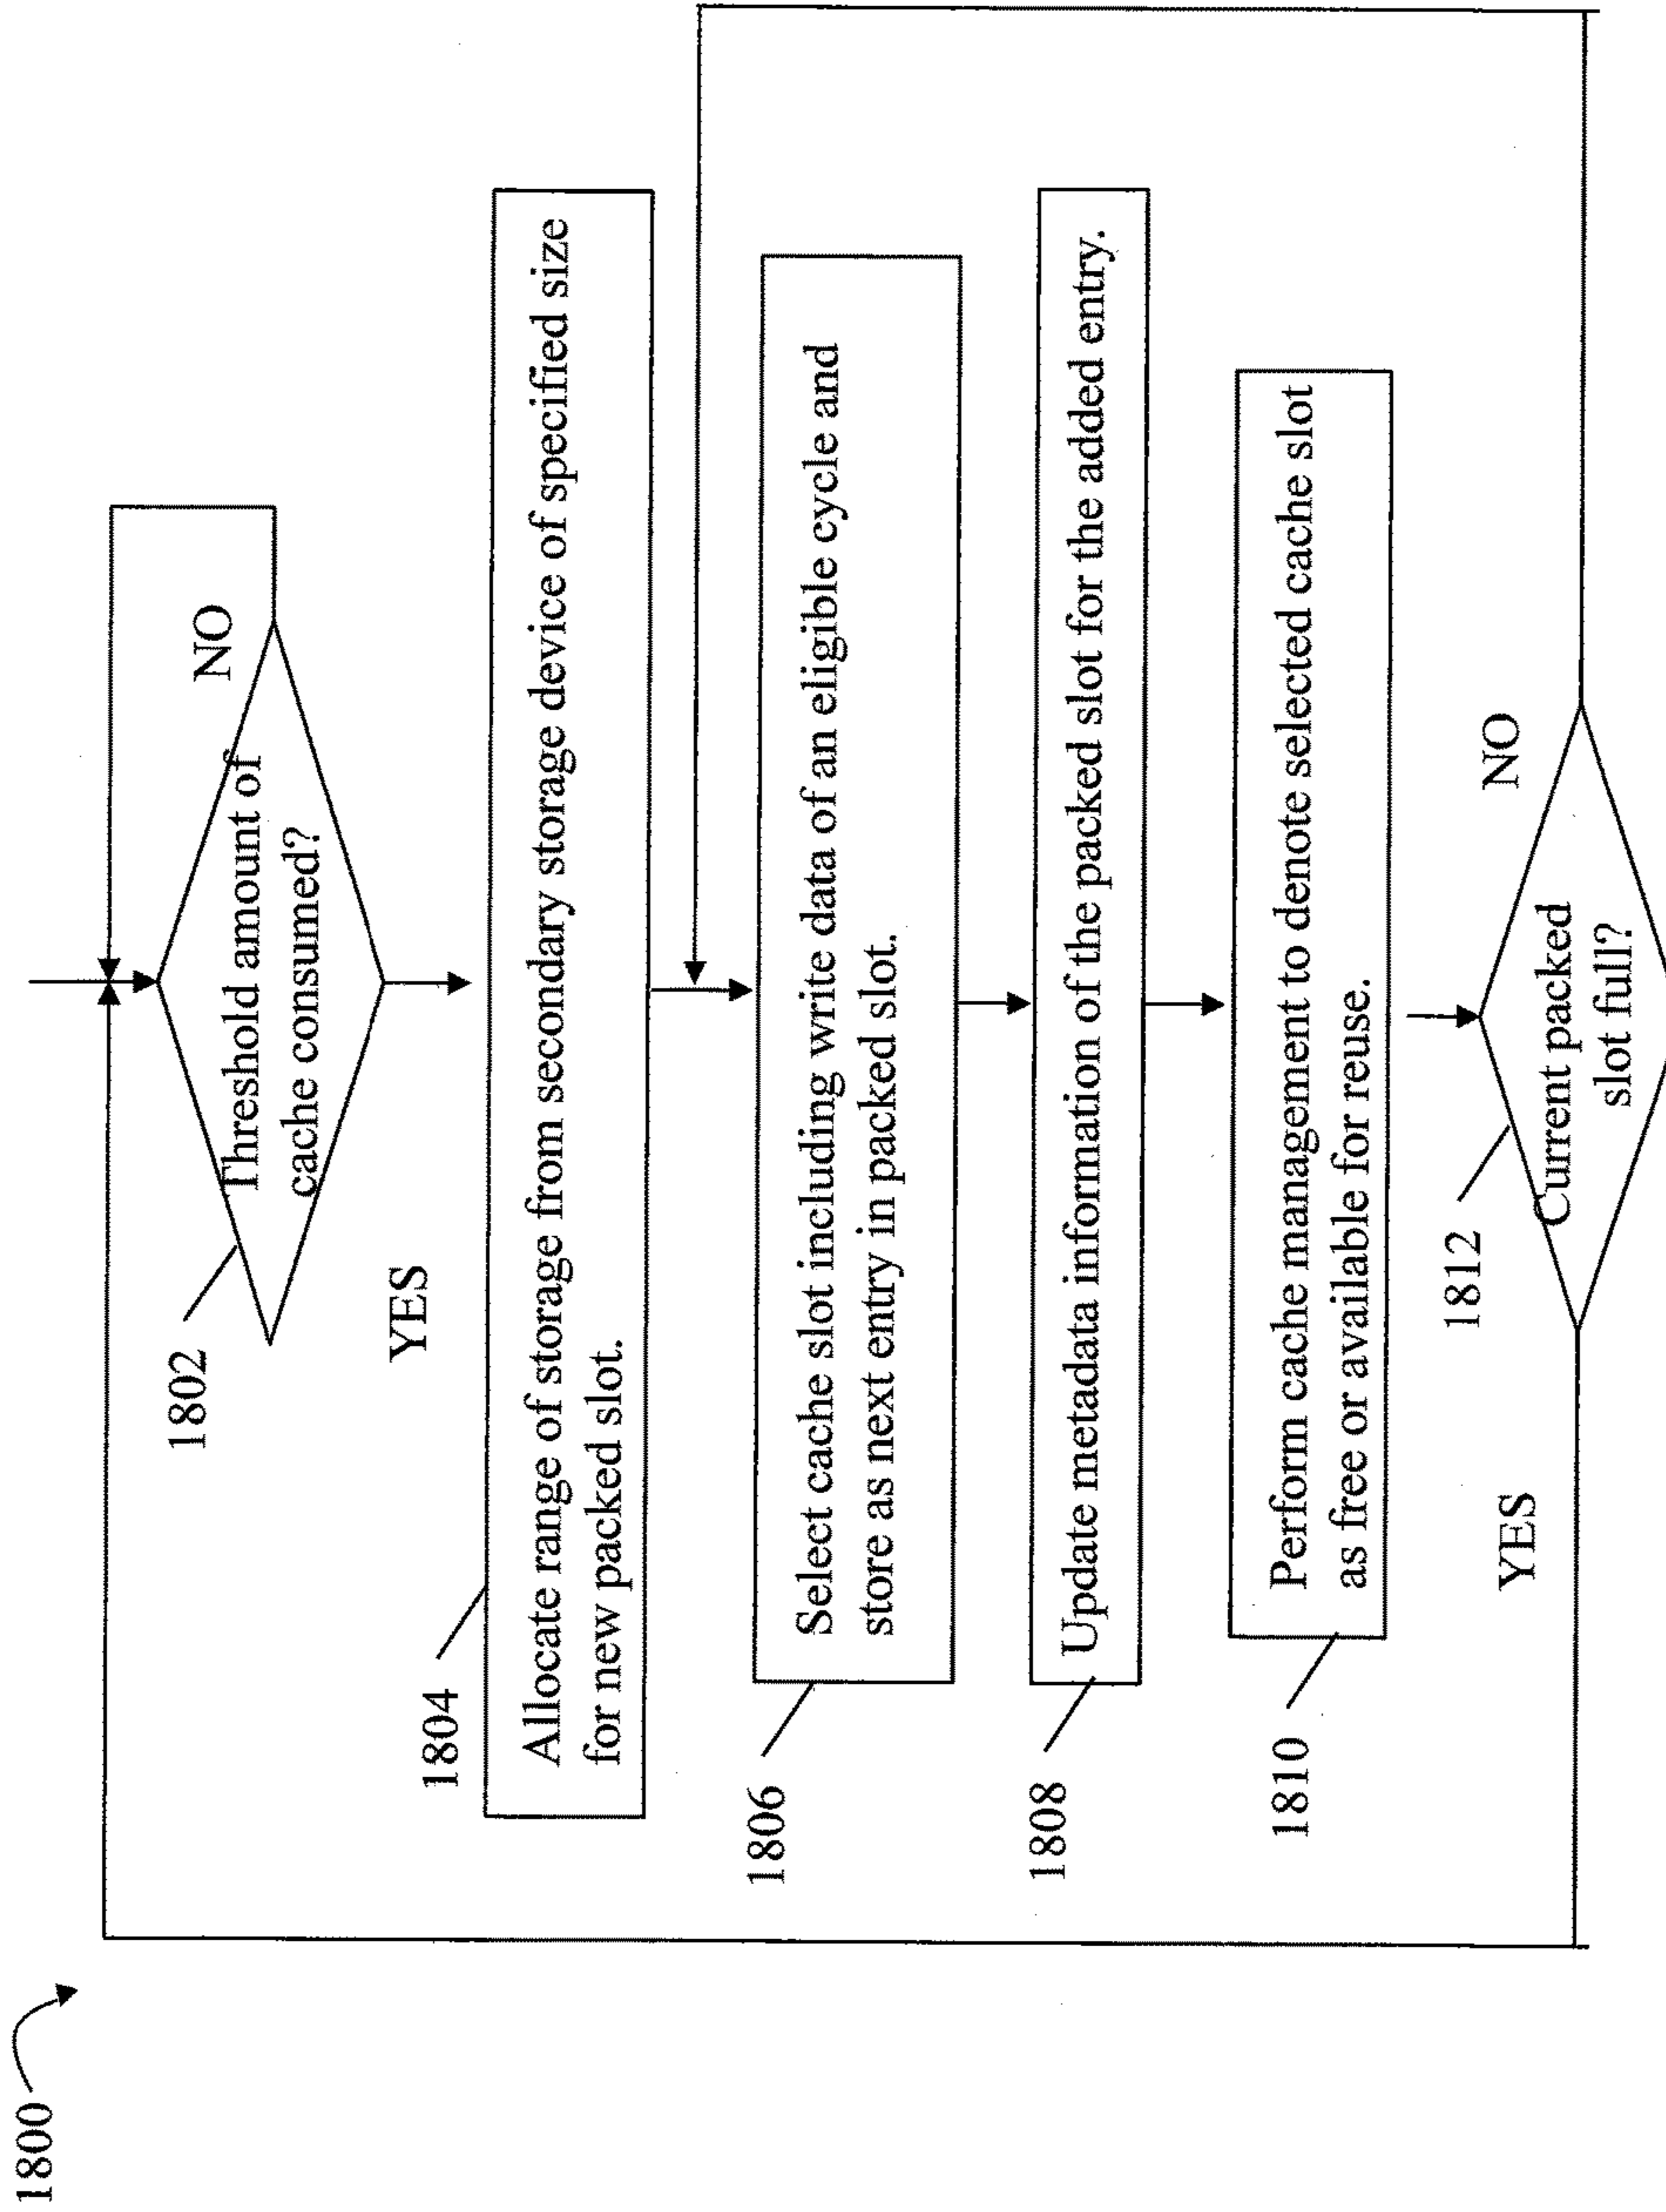 1800
Threshold amount of
cache consumed?
NO
1802
YES
1804
Allocate range of storage from secondary storage device of specified size
for new packed slot.
1806
Select cache slot including write data of an eligible cycle and
store as next entry in packed slot.
1808
Update metadata information of the packed slot for the added entry.
1810
Perform cache management to denote selected cache slot
as free or available for reuse.
1812
Current packed
slot full?
NO
YES